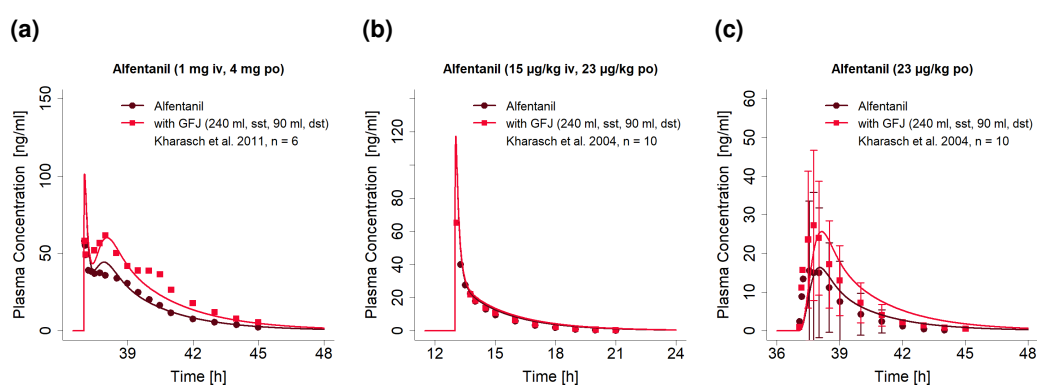 (a)
Alfentanil (1 mg iv, 4 mg po)
Plasma Concentration [ng/ml]
150
100
50
0
Alfentanil
with GFJ (240 ml, sst, 90 ml, dst)
Kharasch et al. 2011, n = 6
39 42 45 48
Time [h]
(b)
Alfentanil (15 µg/kg iv, 23 µg/kg po)
Plasma Concentration [ng/ml]
120
80
60
40
20
0
Alfentanil
with GFJ (240 ml, sst, 90 ml, dst)
Kharasch et al. 2004, n = 10
12 15 18 21 24
Time [h]
(c)
Alfentanil (23 µg/kg po)
Plasma Concentration [ng/ml]
60
50
40
30
20
10
0
Alfentanil
with GFJ (240 ml, sst, 90 ml, dst)
Kharasch et al. 2004, n = 10
36 39 42 45 48
Time [h]